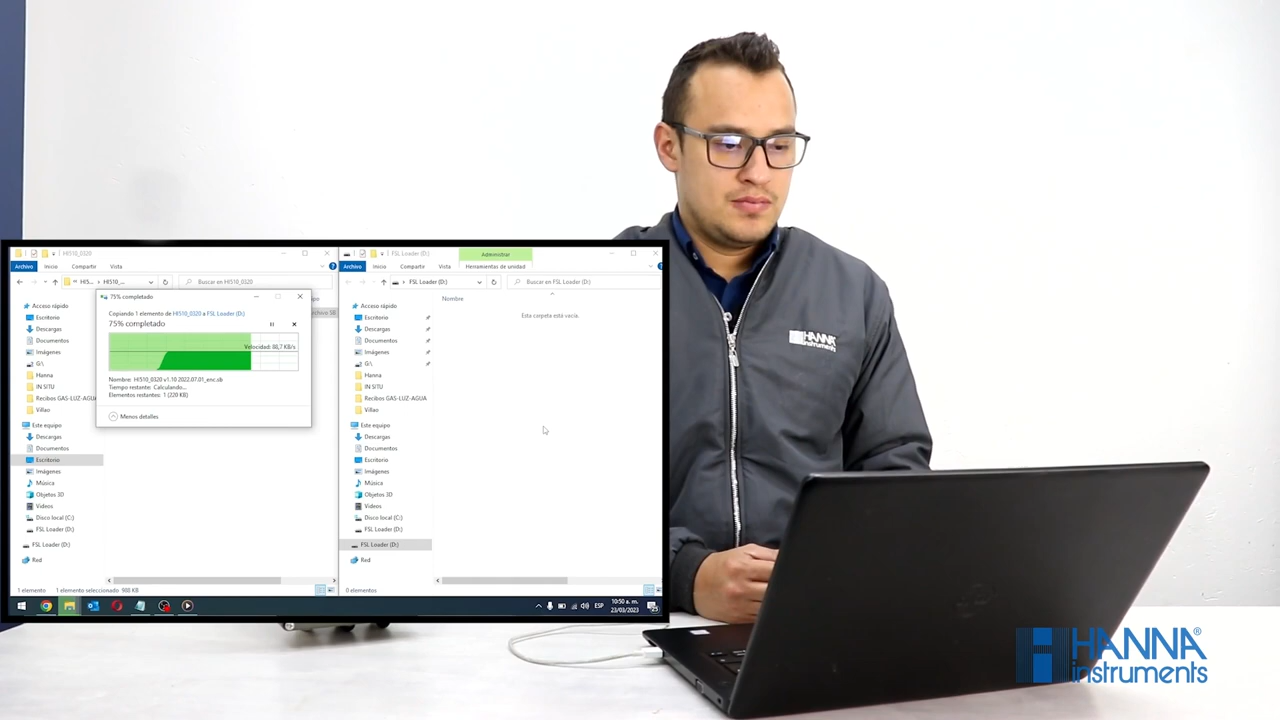 HI510_0320
Archivo
Inicio
Compartir
Vista
HI5... › HI510_...
Buscar en HI510_0320
Acceso rápido
Escritorio
Descargas
Documentos
Imágenes
G:\
Hanna
IN SITU
Recibos GAS-LUZ-AGUA
Villao
Este equipo
Descargas
Documentos
Escritorio
Imágenes
Música
Objetos 3D
Videos
Disco local (C:)
FSL Loader (D:)
FSL Loader (D:)
Red
1 elemento
1 elemento seleccionado 988 KB
75% completado
Copiando 1 elemento de HI510_0320 a FSL Loader (D:)
75% completado
Velocidad: 88,7 KB/s
Nombre: HI510_0320 v1.10 2022.07.01_enc.sb
Tiempo restante: Calculando...
Elementos restantes: 1 (220 KB)
Menos detalles
FSL Loader (D:)
Administrar
Archivo
Inicio
Compartir
Vista
Herramientas de unidad
FSL Loader (D:)
Buscar en FSL Loader (D:)
Nombre
Esta carpeta está vacía.
Acceso rápido
Escritorio
Descargas
Documentos
Imágenes
G:\
Hanna
IN SITU
Recibos GAS-LUZ-AGUA
Villao
Este equipo
Descargas
Documentos
Escritorio
Imágenes
Música
Objetos 3D
Videos
Disco local (C:)
FSL Loader (D:)
FSL Loader (D:)
Red
0 elementos
ESP
10:50 a. m.
23/03/2023
HANNA
instruments
HANNA®
instruments